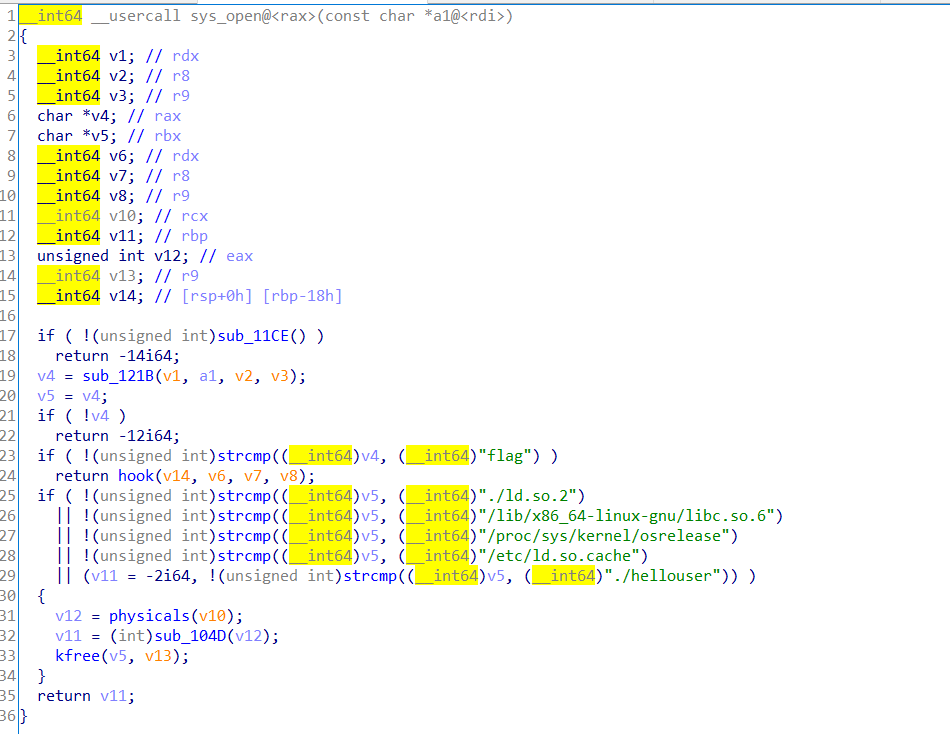 1 __int64 __usercall sys_open@<rax>(const char *a1@<rdi>)
2 {
3   __int64 v1; // rdx
4   __int64 v2; // r8
5   __int64 v3; // r9
6   char *v4; // rax
7   char *v5; // rbx
8   __int64 v6; // rdx
9   __int64 v7; // r8
10   __int64 v8; // r9
11   __int64 v10; // rcx
12   __int64 v11; // rbp
13   unsigned int v12; // eax
14   __int64 v13; // r9
15   __int64 v14; // [rsp+0h] [rbp-18h]
16
17   if ( !(unsigned int)sub_11CE() )
18     return -14i64;
19   v4 = sub_121B(v1, a1, v2, v3);
20   v5 = v4;
21   if ( !v4 )
22     return -12i64;
23   if ( !(unsigned int)strcmp((__int64)v4, (__int64)"flag") )
24     return hook(v14, v6, v7, v8);
25   if ( !(unsigned int)strcmp((__int64)v5, (__int64)"./ld.so.2")
26     || !(unsigned int)strcmp((__int64)v5, (__int64)"/lib/x86_64-linux-gnu/libc.so.6")
27     || !(unsigned int)strcmp((__int64)v5, (__int64)"/proc/sys/kernel/osrelease")
28     || !(unsigned int)strcmp((__int64)v5, (__int64)"/etc/ld.so.cache")
29     || (v11 = -2i64, !(unsigned int)strcmp((__int64)v5, (__int64)"./hellouser")) )
30   {
31     v12 = physicals(v10);
32     v11 = (int)sub_104D(v12);
33     kfree(v5, v13);
34   }
35   return v11;
36 }